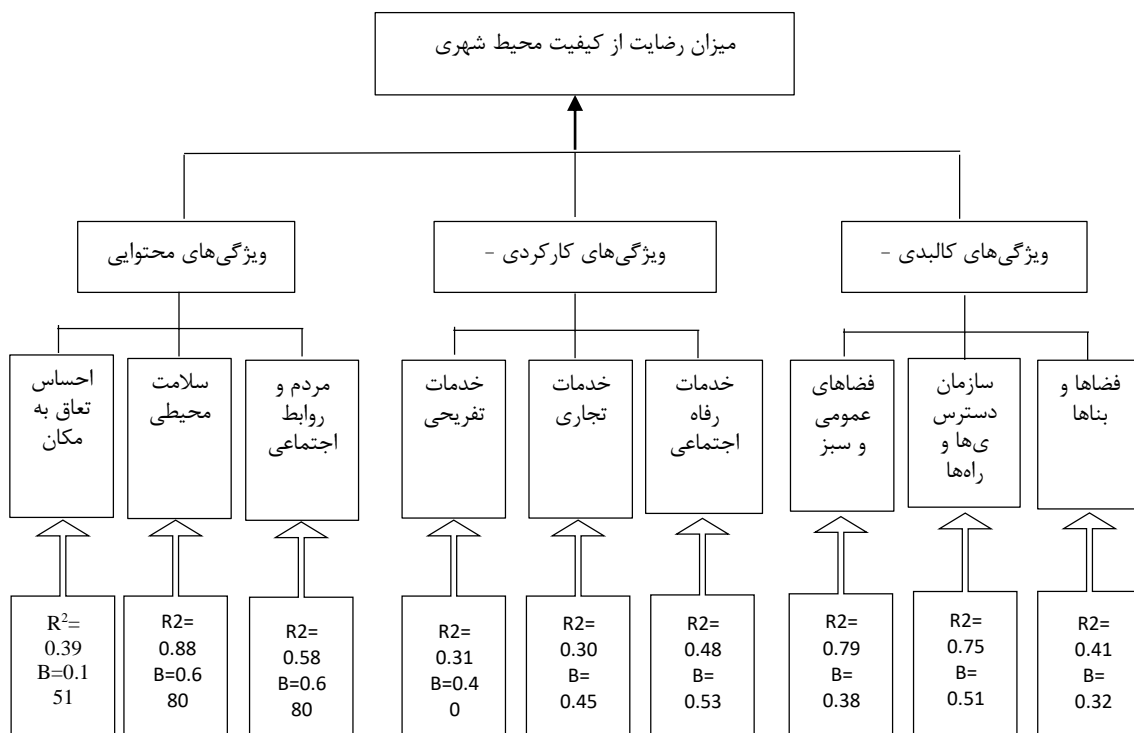 میزان رضایت از کیفیت محیط شهری
ویژگی‌های کالبدی –
ویژگی‌های کارکردی –
ویژگی‌های محتوایی
فضاها و
بناها
سازمان
دسترس
ی‌ها و
راه‌ها
فضاهای
عمومی
و سبز
خدمات
رفاه
اجتماعی
خدمات
تجاری
خدمات
تفریحی
مردم و
روابط
اجتماعی
سلامت
محیطی
احساس
تعاق به
مکان
R2=
0.41
B=
0.32
R2=
0.75
B=
0.51
R2=
0.79
B=
0.38
R2=
0.48
B=
0.53
R2=
0.30
B=
0.45
R2=
0.31
B=0.4
0
R2=
0.58
B=0.6
80
R2=
0.88
B=0.6
80
R²=
0.39
B=0.1
51